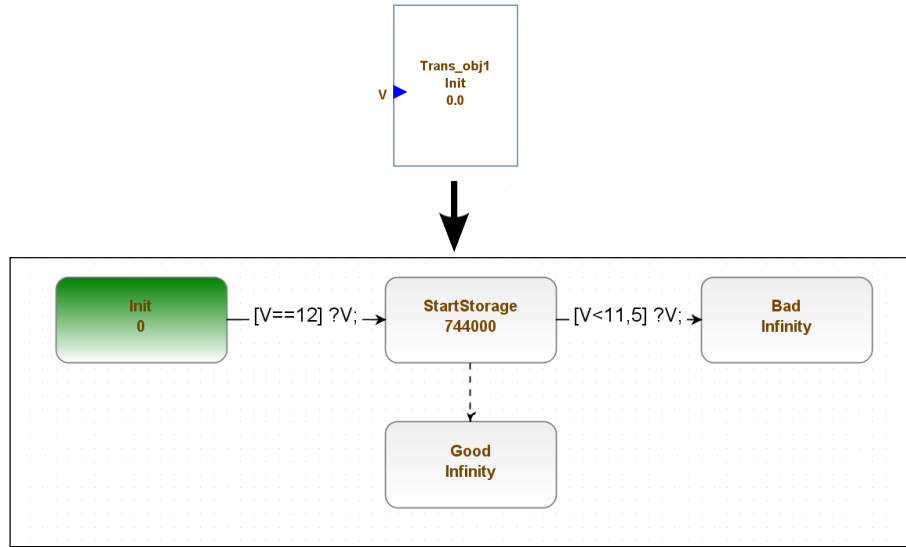 Trans_obj1
Init
V
0.0
Init
0
[V==12] ?V;
StartStorage
744000
[V<11,5] ?V;
Bad
Infinity
Good
Infinity